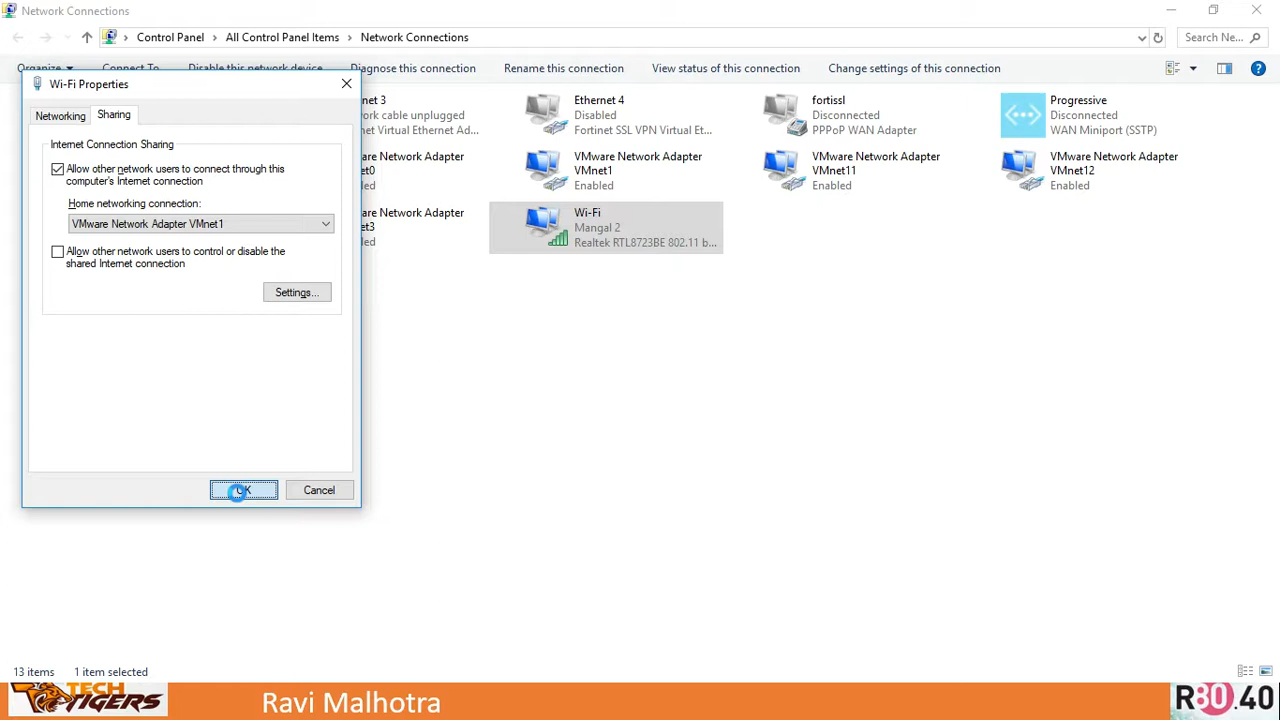 Network Connections
Control Panel > All Control Panel Items > Network Connections
Search Ne...
Organize
Connect To
Disable this network device
Diagnose this connection
Rename this connection
View status of this connection
Change settings of this connection
Wi-Fi Properties
Networking
Sharing
Internet Connection Sharing
Allow other network users to connect through this
computer's Internet connection
Home networking connection:
VMware Network Adapter VMnet1
Allow other network users to control or disable the
shared Internet connection
Settings...
OK
Cancel
net 3
ork cable unplugged
net Virtual Ethernet Ad...
Ethernet 4
Disabled
Fortinet SSL VPN Virtual Et...
fortissl
Disconnected
PPPoP WAN Adapter
Progressive
Disconnected
WAN Miniport (SSTP)
are Network Adapter
et0
led
VMware Network Adapter
VMnet1
Enabled
VMware Network Adapter
VMnet11
Enabled
VMware Network Adapter
VMnet12
Enabled
are Network Adapter
et3
led
Wi-Fi
Mangal 2
Realtek RTL8723BE 802.11 b...
13 items
1 item selected
TECH
TIGERS
Ravi Malhotra
R80.40